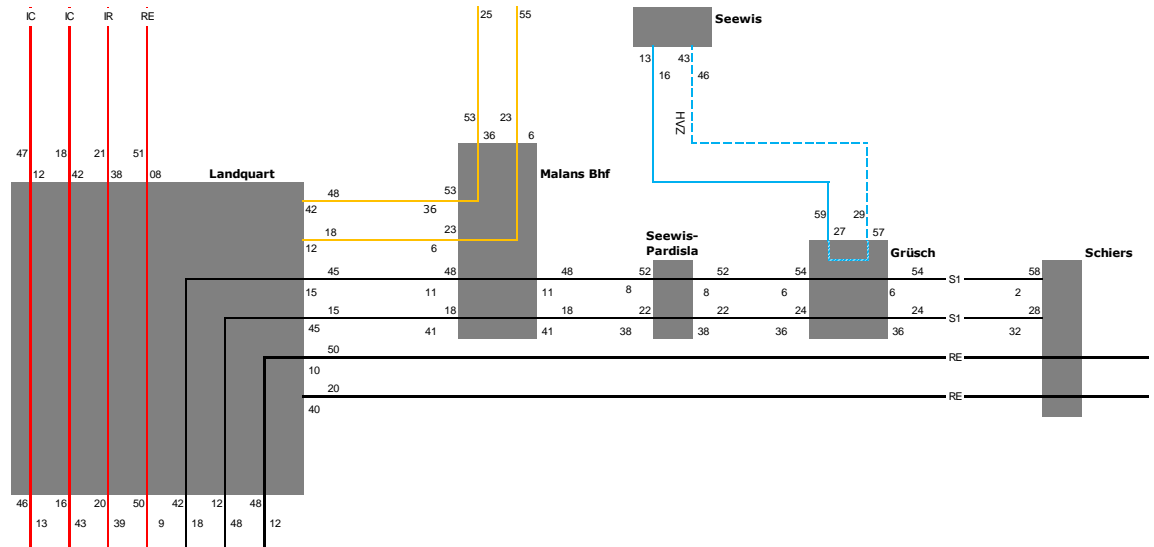 IC IC IR RE
25 55
Seewis
13 43
16 46
HVZ
53 23
36 6
47 18 21 51
12 42 38 08
Landquart
Malans Bhf
48 53
42 36
18 23
12 6
59 29
27 57
Seewis-
Pardisla
Grüsch
Schiers
45 48 48 52 52 54 54 58
S1
15 11 11 8 8 6 6 2
15 18 18 22 22 24 24 28
S1
45 41 41 38 38 36 36 32
50
RE
10
20
RE
40
46 16 20 50 42 12 48
13 43 39 9 18 48 12